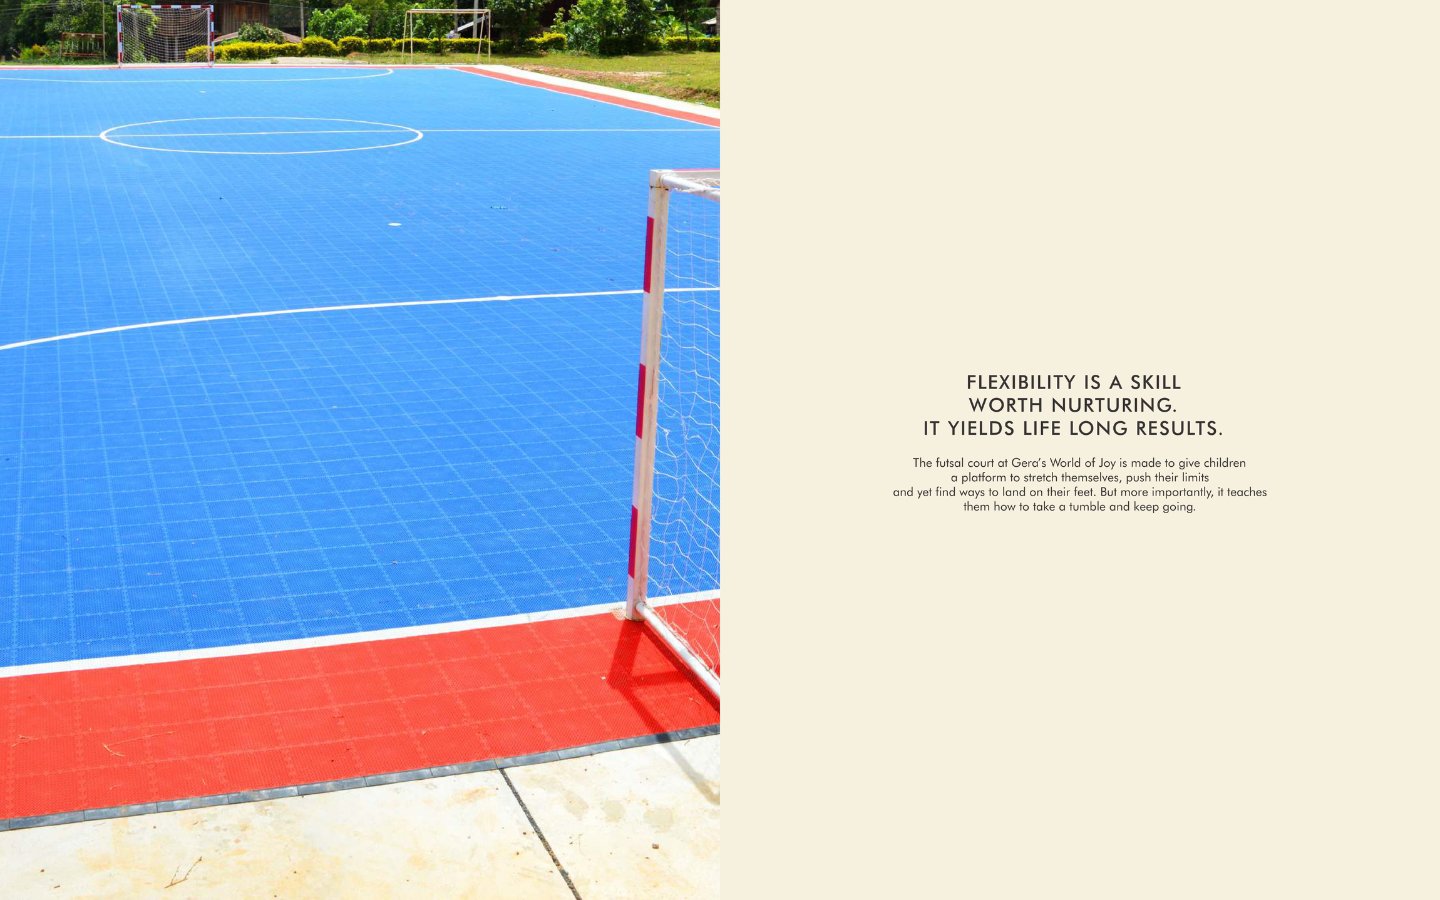 FLEXIBILITY IS A SKILL
WORTH NURTURING.
IT YIELDS LIFE LONG RESULTS.
The futsal court at Gera's World of Joy is made to give children
a platform to stretch themselves, push their limits
and yet find ways to land on their feet. But more importantly, it teaches
them how to take a tumble and keep going.